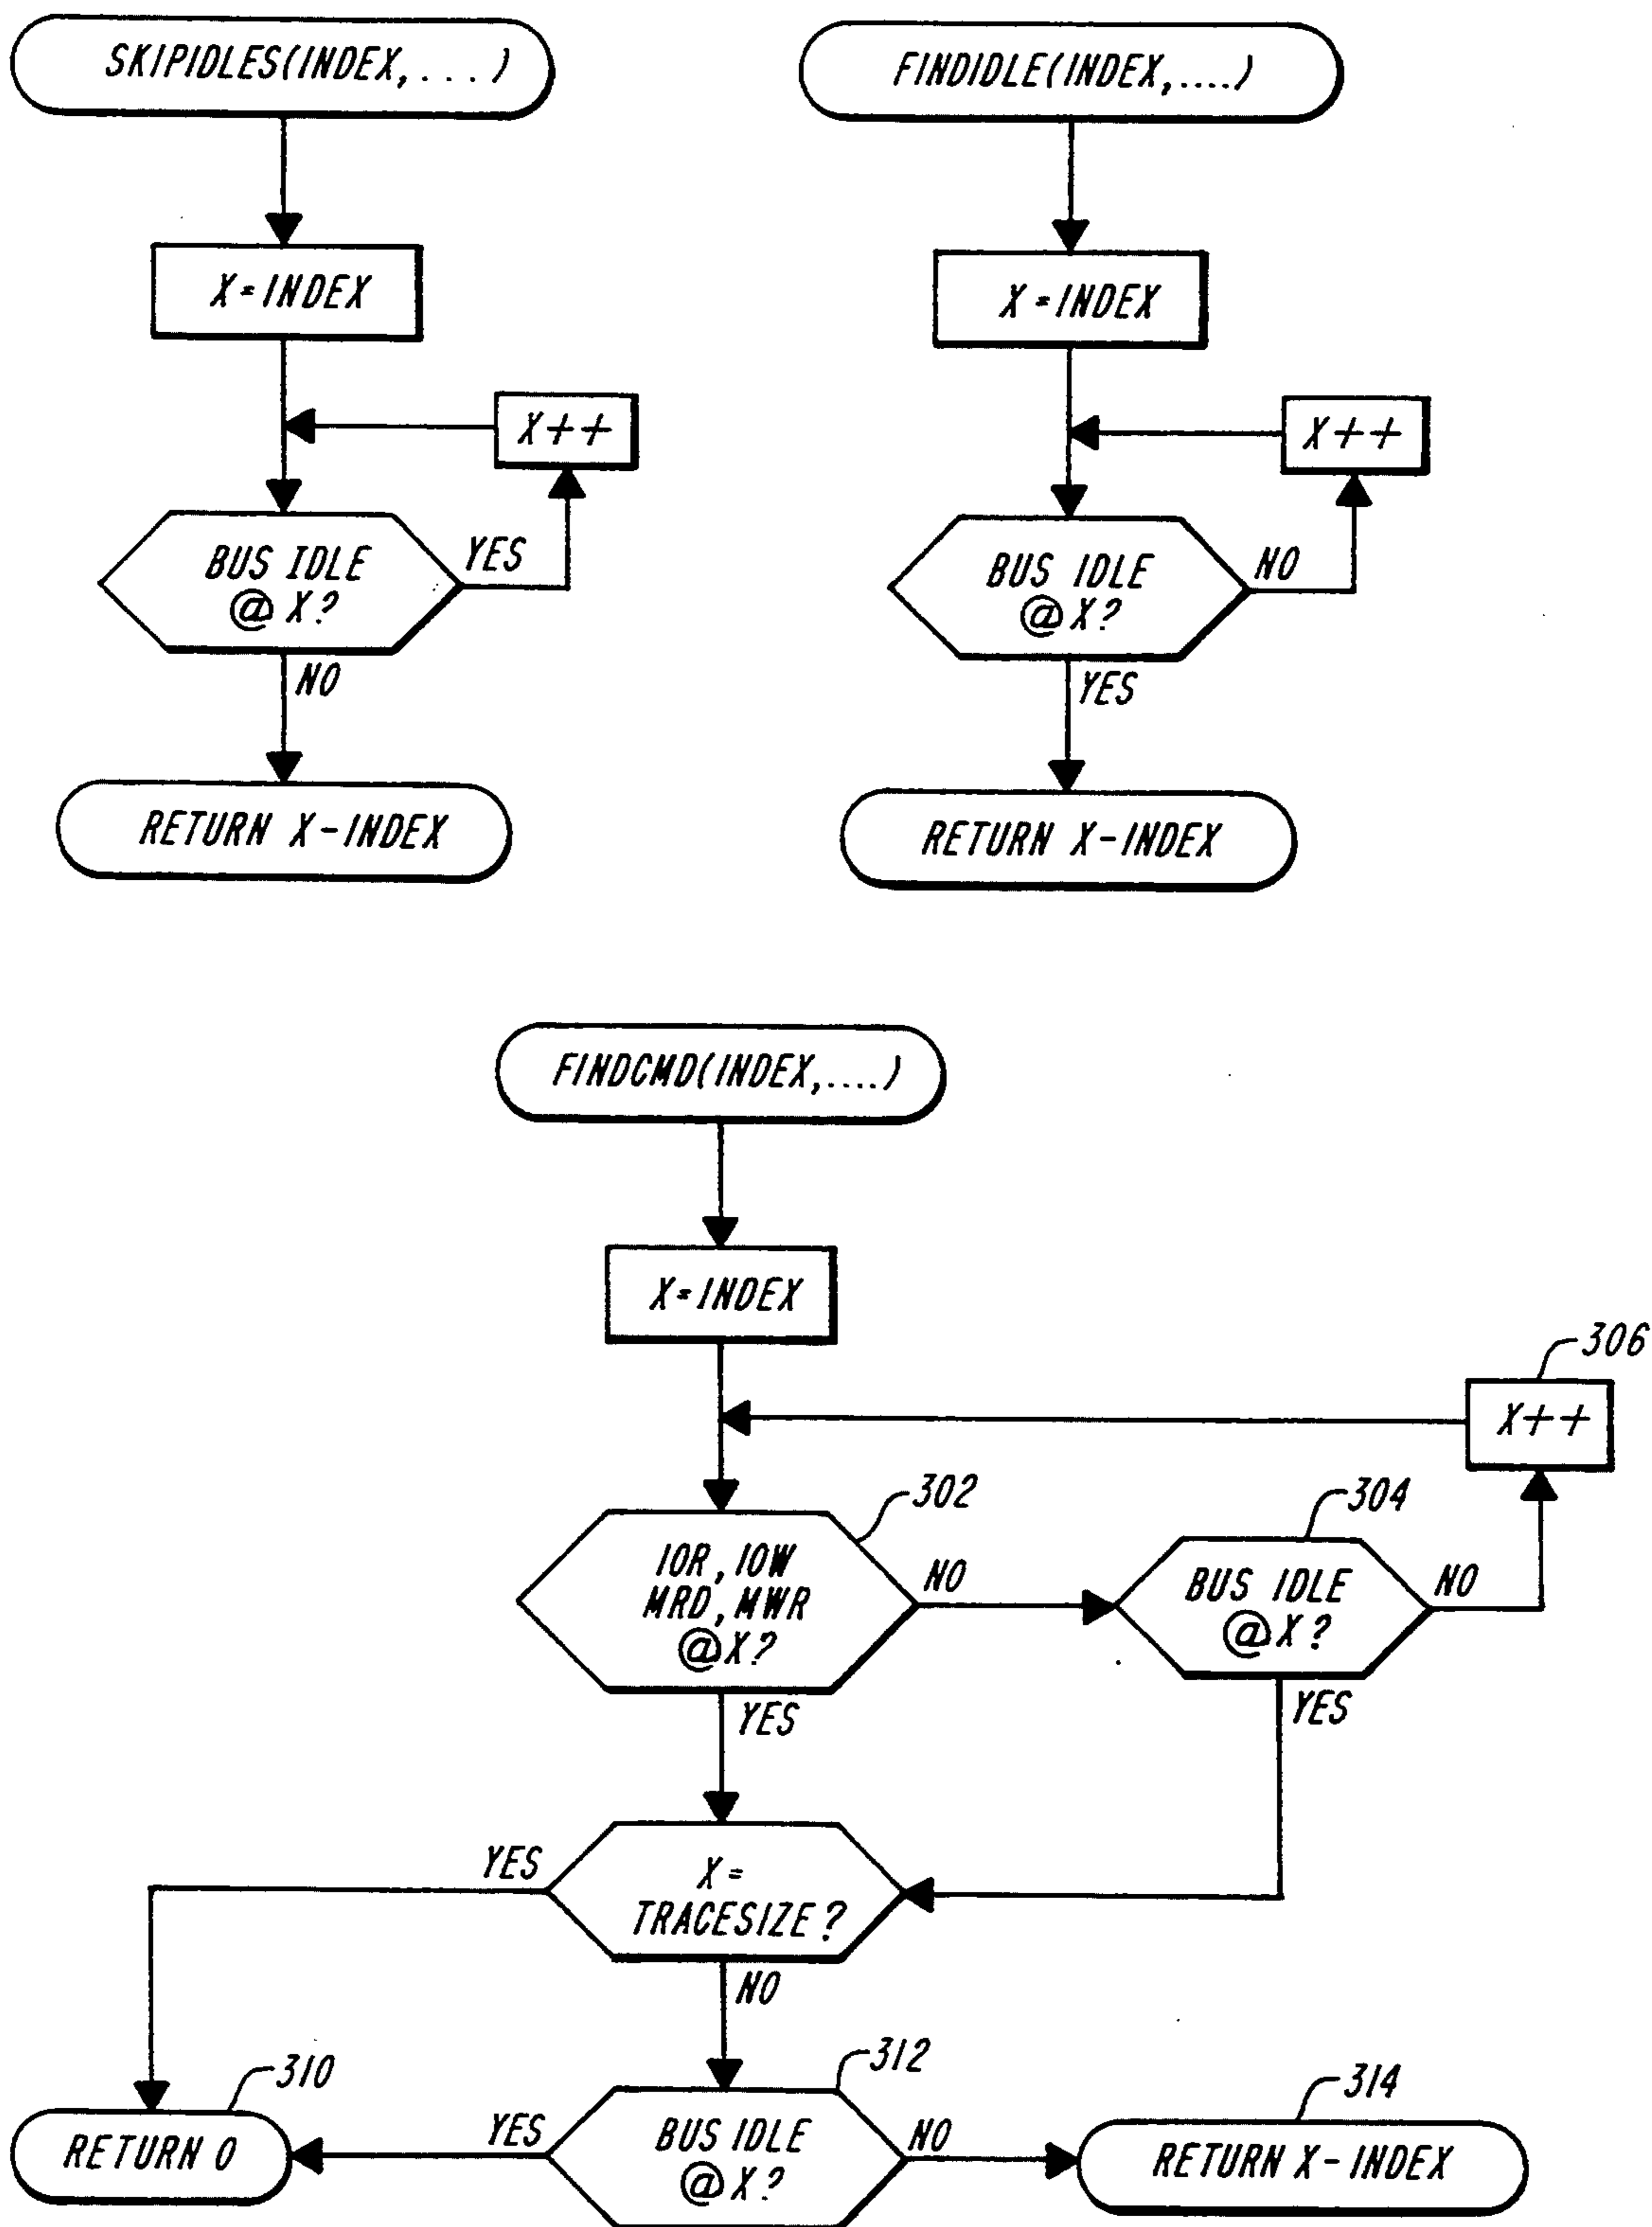 SKIPIDLES(INDEX,...)
X=INDEX
X++
BUS IDLE
@X?
YES
NO
RETURN X-INDEX
FINDIDLE(INDEX,....)
X=INDEX
X++
BUS IDLE
@X?
NO
YES
RETURN X-INDEX
FINDCMD(INDEX,....)
X=INDEX
306
X++
302
IOR, IOW
MRD, MWR
@X?
NO
304
BUS IDLE
@X?
NO
YES
YES
X=
TRACESIZE?
YES
NO
310
RETURN 0
312
BUS IDLE
@X?
YES
NO
314
RETURN X-INDEX